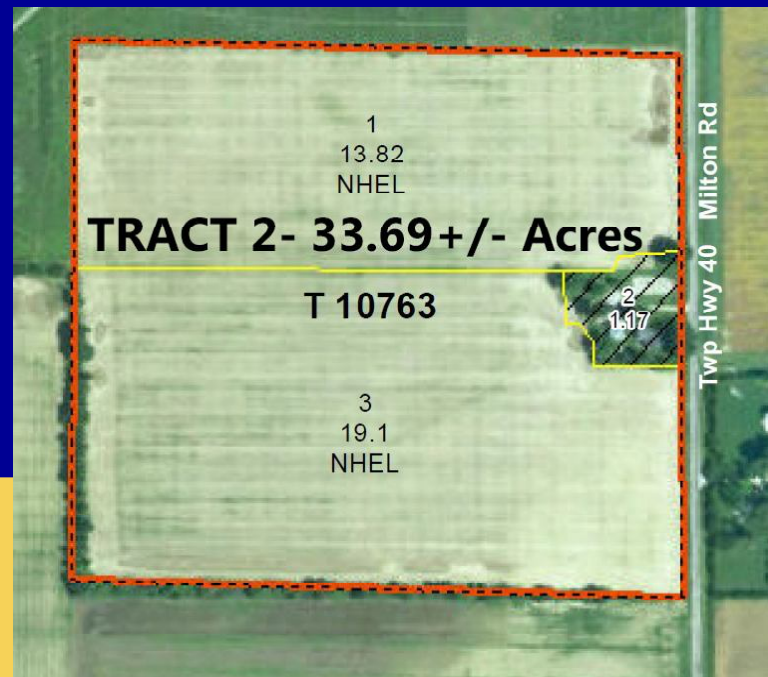 1
13.82
NHEL
TRACT 2- 33.69+/- Acres
T 10763
2
1.17
3
19.1
NHEL
Twp Hwy 40 Milton Rd